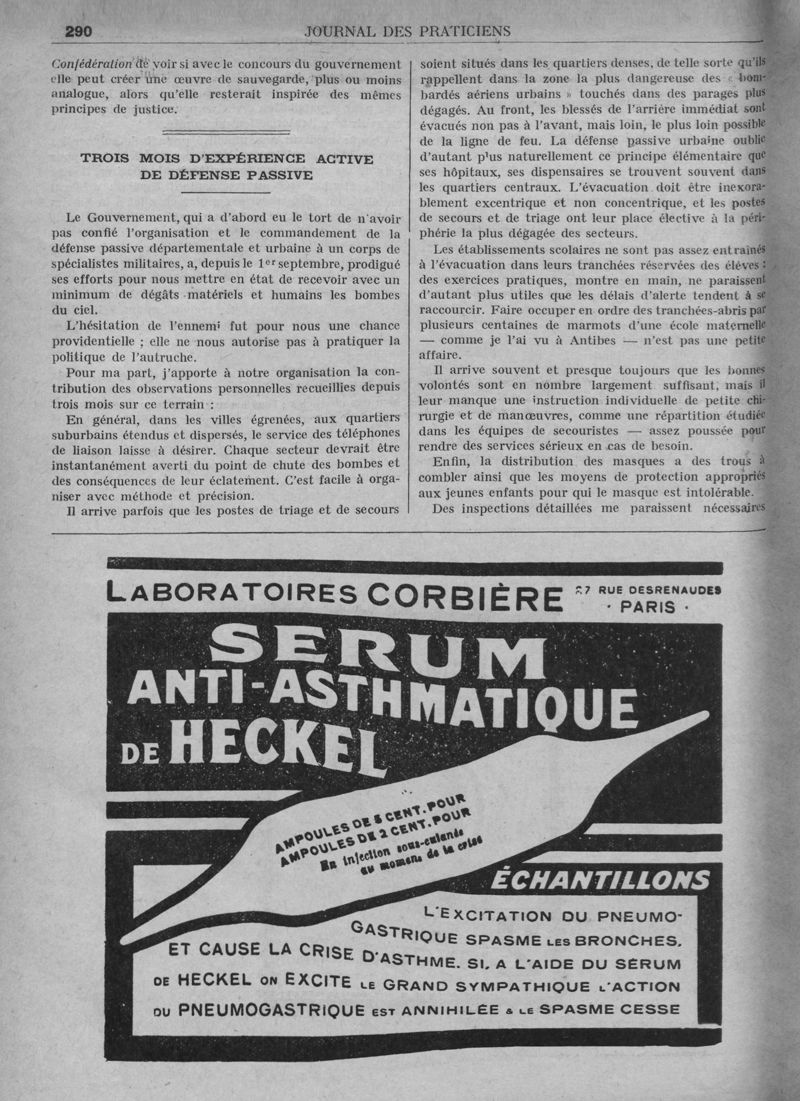 290
JOURNAL DES PRATICIENS
Confédération de voir si avec le concours du gouvernement
elle peut créer une œuvre de sauvegarde, plus ou moins
analogue, alors qu'elle resterait inspirée des mêmes
principes de justice.
TROIS MOIS D'EXPÉRIENCE ACTIVE
DE DÉFENSE PASSIVE
Le Gouvernement, qui a d'abord eu le tort de n'avoir
pas confié l'organisation et le commandement de la
défense passive départementale et urbaine à un corps de
spécialistes militaires, a, depuis le 1er septembre, prodigué
ses efforts pour nous mettre en état de recevoir avec un
minimum de dégâts matériels et humains les bombes
du ciel.
L'hésitation de l'ennemi fut pour nous une chance
providentielle ; elle ne nous autorise pas à pratiquer la
politique de l'autruche.
Pour ma part, j'apporte à notre organisation la con-
tribution des observations personnelles recueillies depuis
trois mois sur ce terrain :
En général, dans les villes égrenées, aux quartiers
suburbains étendus et dispersés, le service des téléphones
de liaison laisse à désirer. Chaque secteur devrait être
instantanément averti du point de chute des bombes et
des conséquences de leur éclatement. C'est facile à orga-
niser avec méthode et précision.
Il arrive parfois que les postes de triage et de secours
soient situés dans les quartiers denses, de telle sorte qu'ils
rappellent dans la zone la plus dangereuse des « bom-
bardés aériens urbains » touchés dans des parages plus
dégagés. Au front, les blessés de l'arrière immédiat sont
évacués non pas à l'avant, mais loin, le plus loin possible
de la ligne de feu. La défense passive urbaine oublie
d'autant plus naturellement ce principe élémentaire que
ses hôpitaux, ses dispensaires se trouvent souvent dans
les quartiers centraux. L'évacuation doit être inexora-
blement excentrique et non concentrique, et les postes
de secours et de triage ont leur place élective à la péri-
phérie la plus dégagée des secteurs.
Les établissements scolaires ne sont pas assez entraînés
à l'évacuation dans leurs tranchées réservées des élèves :
des exercices pratiques, montre en main, ne paraissent
d'autant plus utiles que les délais d'alerte tendent à se
raccourcir. Faire occuper en ordre des tranchées-abris par
plusieurs centaines de marmots d'une école maternelle
— comme je l'ai vu à Antibes — n'est pas une petite
affaire.
Il arrive souvent et presque toujours que les bonnes
volontés sont en nombre largement suffisant, mais il
leur manque une instruction individuelle de petite chi-
rurgie et de manœuvres, comme une répartition étudiée
dans les équipes de secouristes — assez poussée pour
rendre des services sérieux en cas de besoin.
Enfin, la distribution des masques a des trous à
combler ainsi que les moyens de protection appropriés
aux jeunes enfants pour qui le masque est intolérable.
Des inspections détaillées me paraissent nécessaires
LABORATOIRES CORBIÈRE 27 RUE DESRENAUDES
· PARIS ·
SERUM
ANTI-ASTHMATIQUE
DE HECKEL
AMPOULES DE 5 CENT. POUR
AMPOULES DE 2 CENT. POUR
En injection sous-cutanée
au moment de la crise
ÉCHANTILLONS
L'EXCITATION DU PNEUMO-
GASTRIQUE SPASME LES BRONCHES,
ET CAUSE LA CRISE D'ASTHME. SI, A L'AIDE DU SÉRUM
DE HECKEL ON EXCITE LE GRAND SYMPATHIQUE L'ACTION
DU PNEUMOGASTRIQUE EST ANNIHILÉE & LE SPASME CESSE